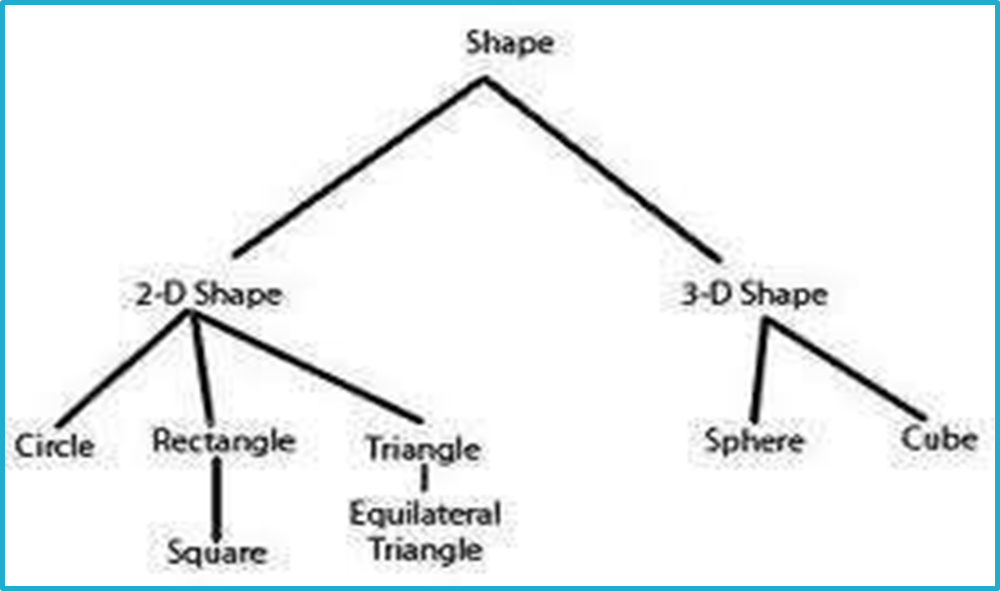 Shape
2-D Shape
3-D Shape
Circle
Rectangle
Triangle
Sphere
Cube
Equilateral
Triangle
Square